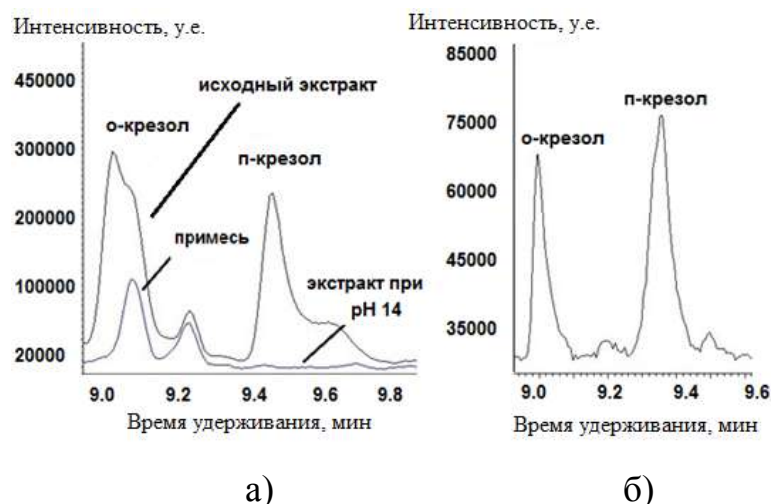 Интенсивность, у.е.
450000
300000
200000
100000
20000
исходный экстракт
о-крезол
п-крезол
примесь
экстракт при
pH 14
9.0 9.2 9.4 9.6 9.8
Время удерживания, мин
а)
Интенсивность, у.е.
85000
75000
60000
45000
35000
п-крезол
о-крезол
9.0 9.2 9.4 9.6
Время удерживания, мин
б)